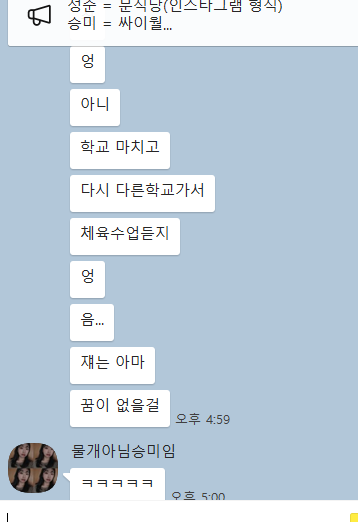 성준 = 문식당(인스타그램 형식)
승미 = 싸이월...
엉
아니
학교 마치고
다시 다른학교가서
체육수업듣지
엉
음...
쟤는 아마
꿈이 없을걸
오후 4:59
물개아님승미임
ㅋㅋㅋㅋㅋ
오후 5:00